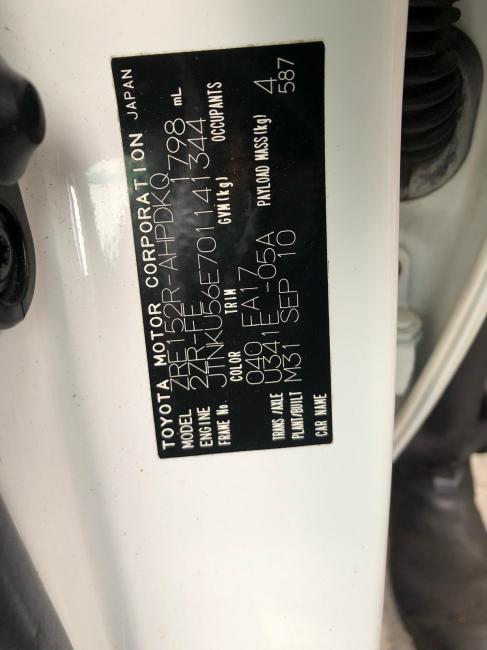 TOYOTA MOTOR CORPORATION JAPAN
MODEL ZRE152R-AHPDKQ
ENGINE 2ZR-FE 1798 mL
FRAME No. JTNKU56E701141344
COLOR TRIM GVM(kg) OCCUPANTS
040 EA17 4
TRANS/AXLE U341E -05A PAYLOAD MASS(kg) 587
PLANT/BUILT M31 SEP 10
CAR NAME